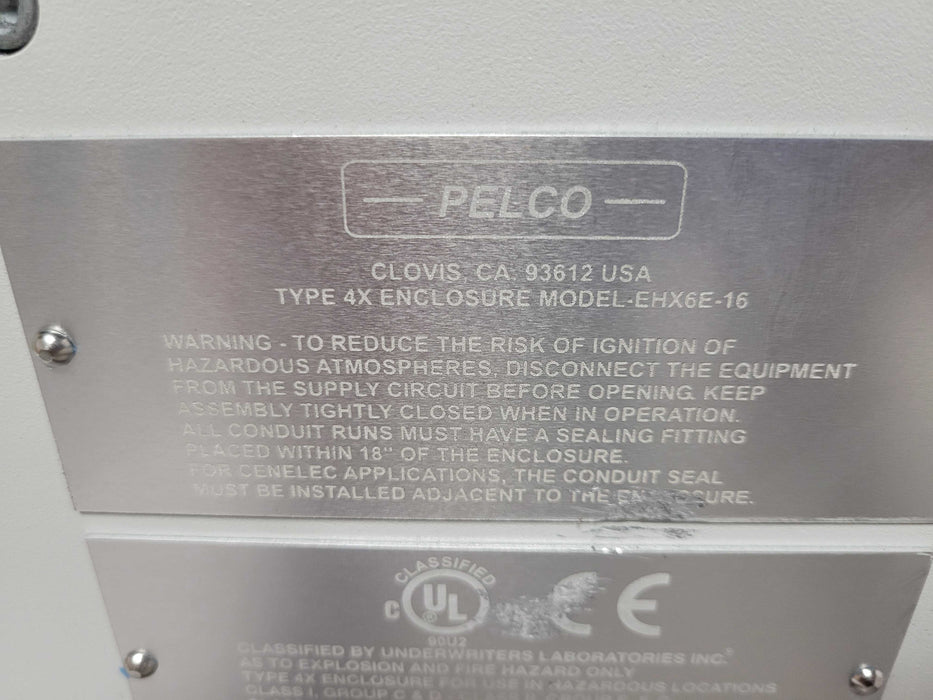 PELCO
CLOVIS, CA. 93612 USA
TYPE 4X ENCLOSURE MODEL-EHX6E-16
WARNING - TO REDUCE THE RISK OF IGNITION OF
HAZARDOUS ATMOSPHERES, DISCONNECT THE EQUIPMENT
FROM THE SUPPLY CIRCUIT BEFORE OPENING. KEEP
ASSEMBLY TIGHTLY CLOSED WHEN IN OPERATION.
ALL CONDUIT RUNS MUST HAVE A SEALING FITTING
PLACED WITHIN 18" OF THE ENCLOSURE.
FOR CENELEC APPLICATIONS, THE CONDUIT SEAL
MUST BE INSTALLED ADJACENT TO THE ENCLOSURE.
CLASSIFIED
C UL ® CE
90U2
CLASSIFIED BY UNDERWRITERS LABORATORIES INC.®
AS TO EXPLOSION AND FIRE HAZARD ONLY
TYPE 4X ENCLOSURE FOR USE IN HAZARDOUS LOCATIONS
CLASS I, GROUP C & D